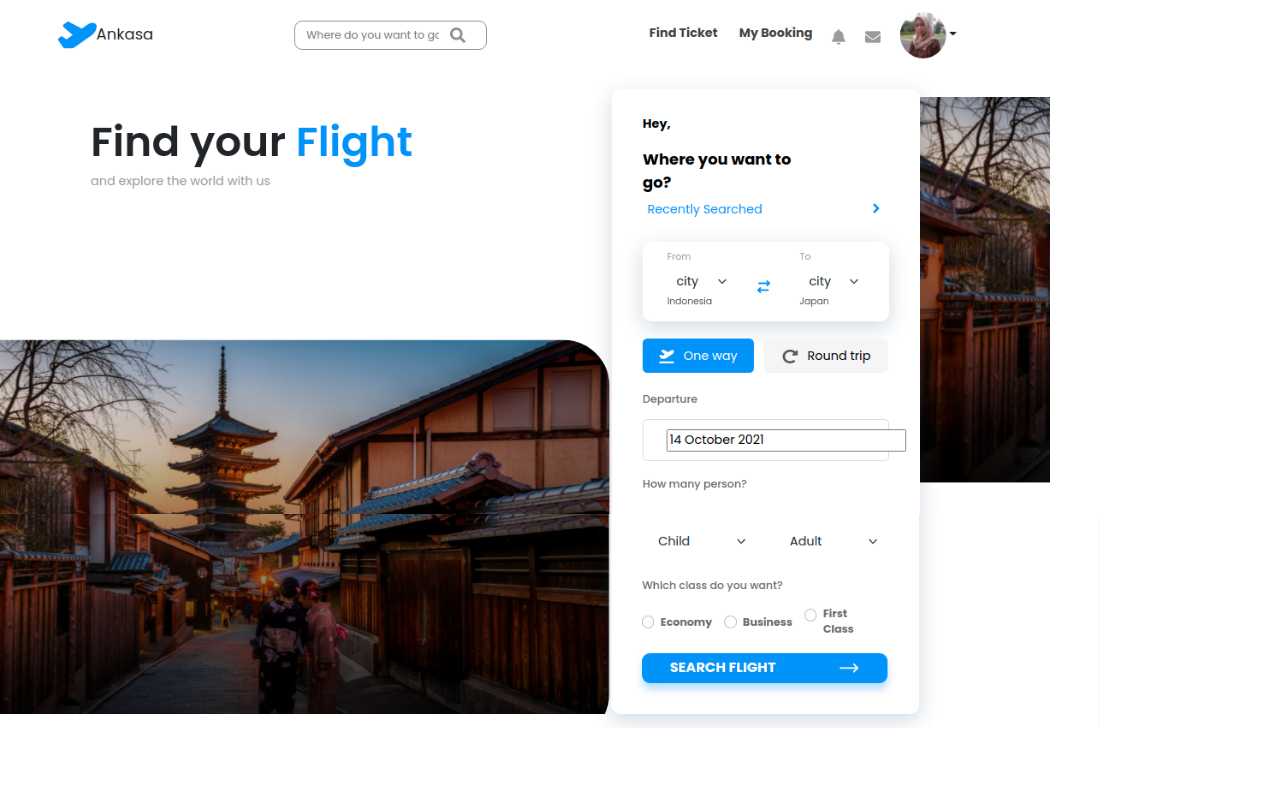 Ankasa
Where do you want to gc
Find Ticket
My Booking
Find your Flight
and explore the world with us
Hey,
Where you want to
go?
Recently Searched
From
To
city
city
Indonesia
Japan
One way
Round trip
Departure
14 October 2021
How many person?
Child
Adult
Which class do you want?
Economy
Business
First
Class
SEARCH FLIGHT